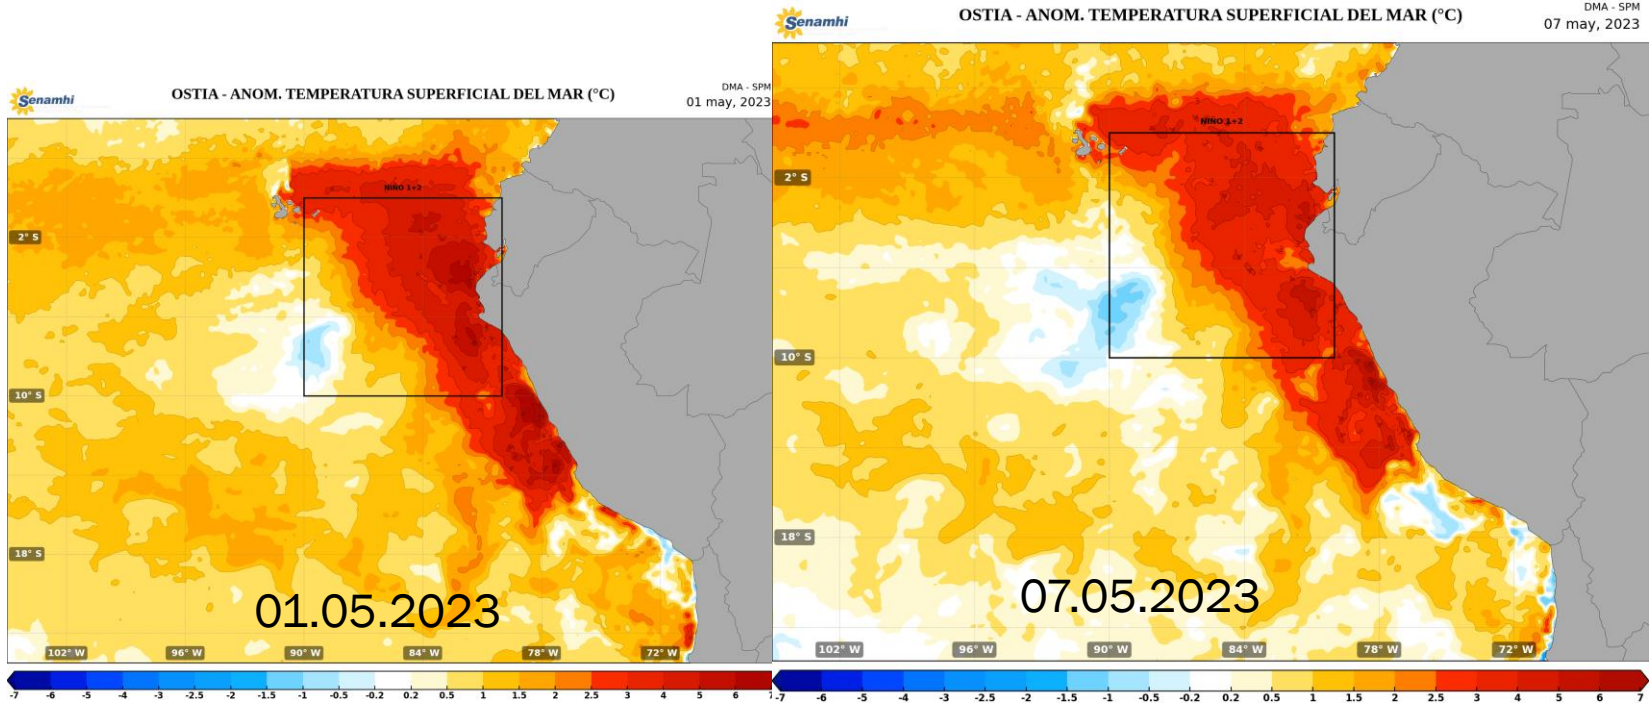 Senamhi
OSTIA - ANOM. TEMPERATURA SUPERFICIAL DEL MAR (°C)
DMA - SPM
01 may, 2023
NIÑO 1+2
2° S
10° S
18° S
01.05.2023
102° W 96° W 90° W 84° W 78° W 72° W
-7 -6 -5 -4 -3 -2.5 -2 -1.5 -1 -0.5 -0.2 0.2 0.5 1 1.5 2 2.5 3 4 5 6
Senamhi
OSTIA - ANOM. TEMPERATURA SUPERFICIAL DEL MAR (°C)
DMA - SPM
07 may, 2023
NIÑO 1+2
2° S
10° S
18° S
07.05.2023
102° W 96° W 90° W 84° W 78° W 72° W
-7 -6 -5 -4 -3 -2.5 -2 -1.5 -1 -0.5 -0.2 0.2 0.5 1 1.5 2 2.5 3 4 5 6 7